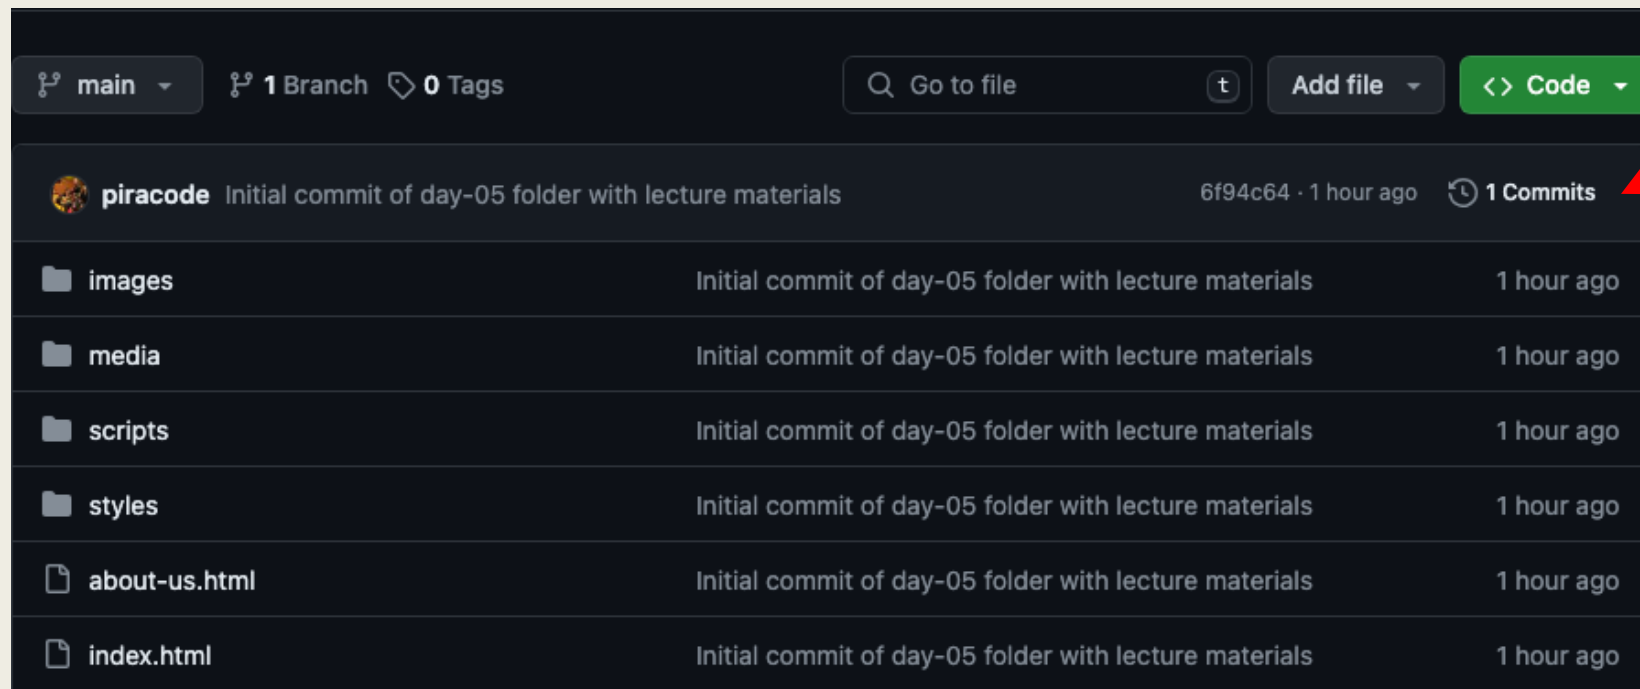 main 1 Branch 0 Tags Go to file t Add file <> Code
piracode Initial commit of day-05 folder with lecture materials 6f94c64 · 1 hour ago 1 Commits
images Initial commit of day-05 folder with lecture materials 1 hour ago
media Initial commit of day-05 folder with lecture materials 1 hour ago
scripts Initial commit of day-05 folder with lecture materials 1 hour ago
styles Initial commit of day-05 folder with lecture materials 1 hour ago
about-us.html Initial commit of day-05 folder with lecture materials 1 hour ago
index.html Initial commit of day-05 folder with lecture materials 1 hour ago